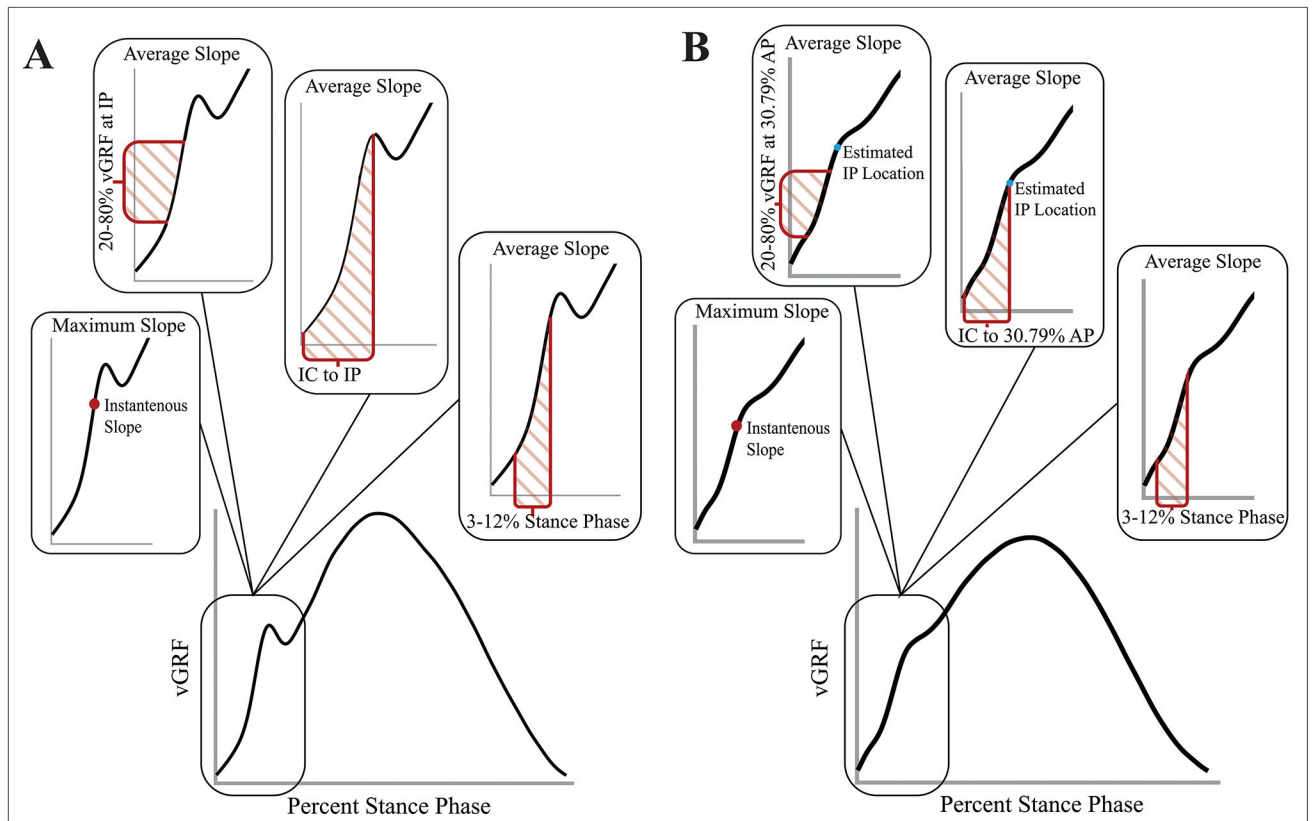 A
Average Slope
20-80% vGRF at IP
Average Slope
IC to IP
Average Slope
3-12% Stance Phase
Maximum Slope
Instantenous
Slope
vGRF
Percent Stance Phase
B
Average Slope
20-80% vGRF at 30.79% AP
Estimated
IP Location
Average Slope
Estimated
IP Location
IC to 30.79% AP
Average Slope
3-12% Stance Phase
Maximum Slope
Instantenous
Slope
vGRF
Percent Stance Phase